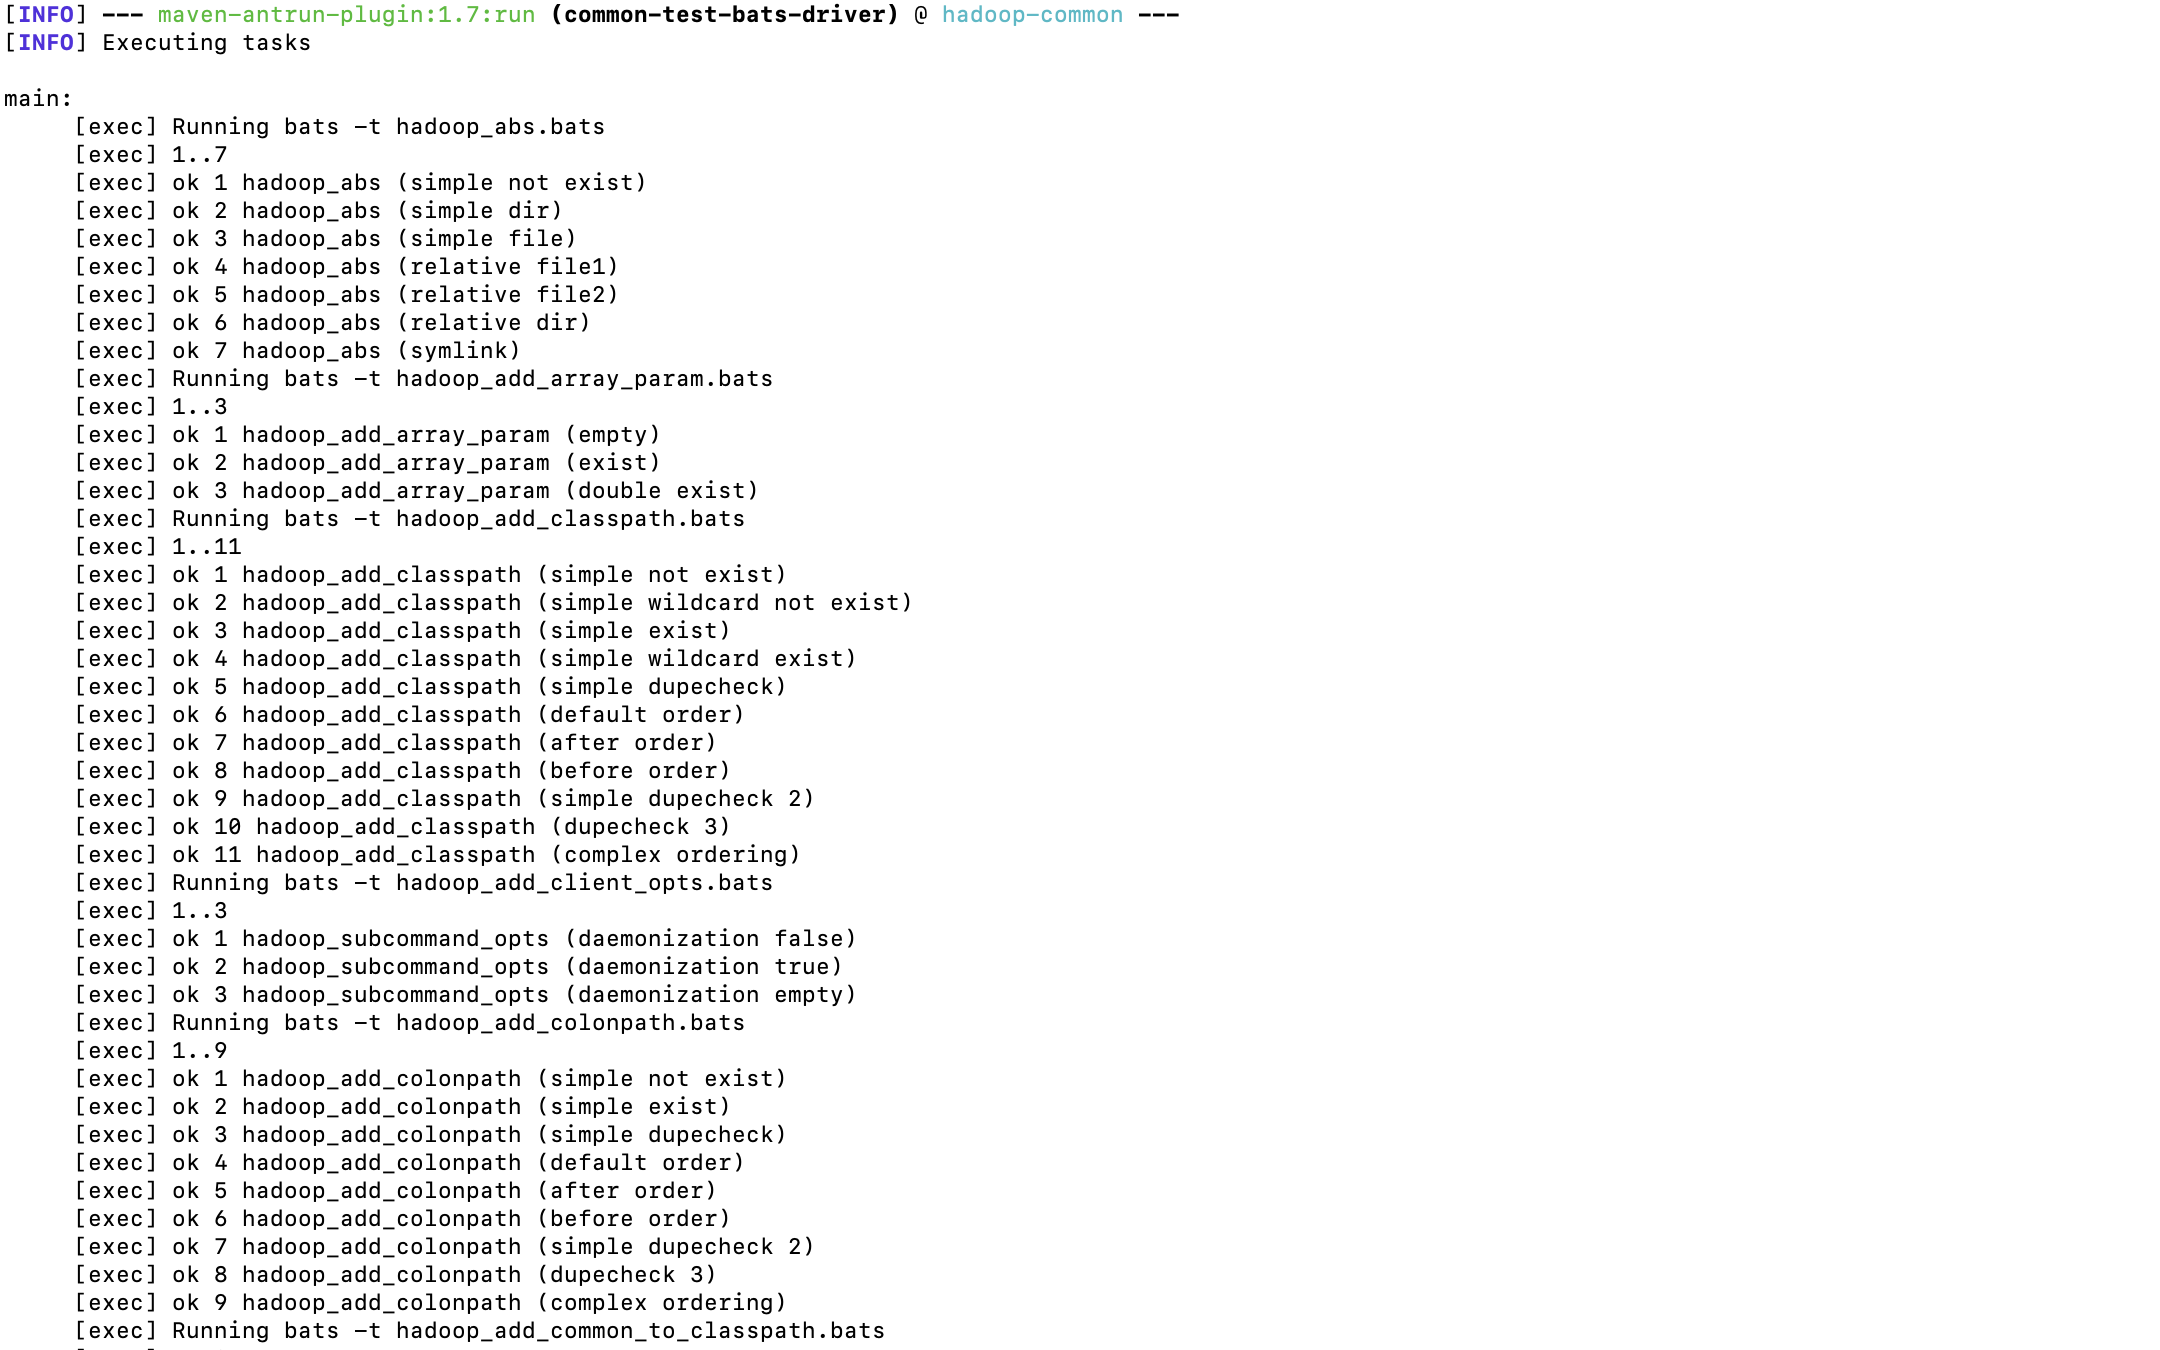 [INFO] --- maven-antrun-plugin:1.7:run (common-test-bats-driver) @ hadoop-common ---
[INFO] Executing tasks
main:
[exec] Running bats -t hadoop_abs.bats
[exec] 1..7
[exec] ok 1 hadoop_abs (simple not exist)
[exec] ok 2 hadoop_abs (simple dir)
[exec] ok 3 hadoop_abs (simple file)
[exec] ok 4 hadoop_abs (relative file1)
[exec] ok 5 hadoop_abs (relative file2)
[exec] ok 6 hadoop_abs (relative dir)
[exec] ok 7 hadoop_abs (symlink)
[exec] Running bats -t hadoop_add_array_param.bats
[exec] 1..3
[exec] ok 1 hadoop_add_array_param (empty)
[exec] ok 2 hadoop_add_array_param (exist)
[exec] ok 3 hadoop_add_array_param (double exist)
[exec] Running bats -t hadoop_add_classpath.bats
[exec] 1..11
[exec] ok 1 hadoop_add_classpath (simple not exist)
[exec] ok 2 hadoop_add_classpath (simple wildcard not exist)
[exec] ok 3 hadoop_add_classpath (simple exist)
[exec] ok 4 hadoop_add_classpath (simple wildcard exist)
[exec] ok 5 hadoop_add_classpath (simple dupecheck)
[exec] ok 6 hadoop_add_classpath (default order)
[exec] ok 7 hadoop_add_classpath (after order)
[exec] ok 8 hadoop_add_classpath (before order)
[exec] ok 9 hadoop_add_classpath (simple dupecheck 2)
[exec] ok 10 hadoop_add_classpath (dupecheck 3)
[exec] ok 11 hadoop_add_classpath (complex ordering)
[exec] Running bats -t hadoop_add_client_opts.bats
[exec] 1..3
[exec] ok 1 hadoop_subcommand_opts (daemonization false)
[exec] ok 2 hadoop_subcommand_opts (daemonization true)
[exec] ok 3 hadoop_subcommand_opts (daemonization empty)
[exec] Running bats -t hadoop_add_colonpath.bats
[exec] 1..9
[exec] ok 1 hadoop_add_colonpath (simple not exist)
[exec] ok 2 hadoop_add_colonpath (simple exist)
[exec] ok 3 hadoop_add_colonpath (simple dupecheck)
[exec] ok 4 hadoop_add_colonpath (default order)
[exec] ok 5 hadoop_add_colonpath (after order)
[exec] ok 6 hadoop_add_colonpath (before order)
[exec] ok 7 hadoop_add_colonpath (simple dupecheck 2)
[exec] ok 8 hadoop_add_colonpath (dupecheck 3)
[exec] ok 9 hadoop_add_colonpath (complex ordering)
[exec] Running bats -t hadoop_add_common_to_classpath.bats